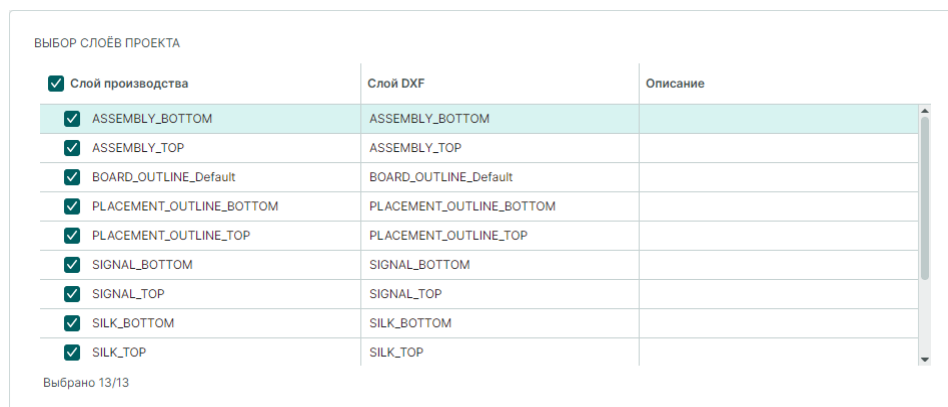 ВЫБОР СЛОЁВ ПРОЕКТА
Слой производства Слой DXF Описание
ASSEMBLY_BOTTOM ASSEMBLY_BOTTOM
ASSEMBLY_TOP ASSEMBLY_TOP
BOARD_OUTLINE_Default BOARD_OUTLINE_Default
PLACEMENT_OUTLINE_BOTTOM PLACEMENT_OUTLINE_BOTTOM
PLACEMENT_OUTLINE_TOP PLACEMENT_OUTLINE_TOP
SIGNAL_BOTTOM SIGNAL_BOTTOM
SIGNAL_TOP SIGNAL_TOP
SILK_BOTTOM SILK_BOTTOM
SILK_TOP SILK_TOP
Выбрано 13/13